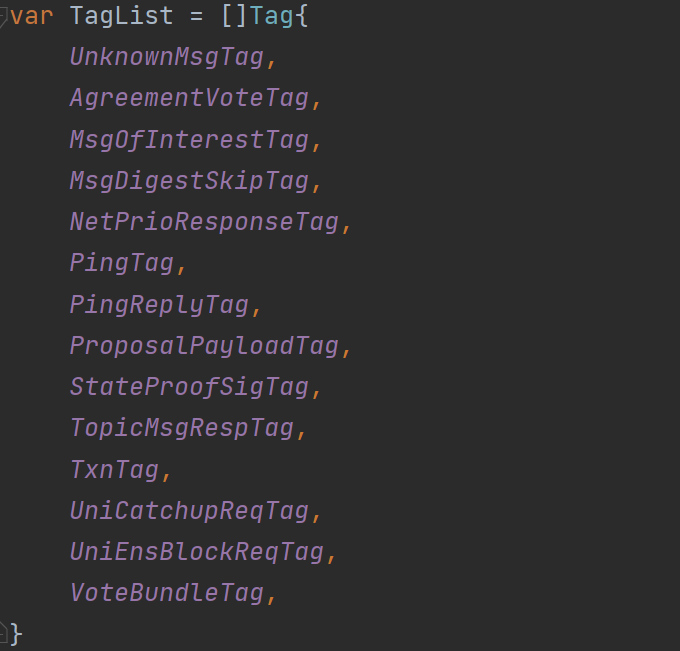 var TagList = []Tag{
    UnknownMsgTag,
    AgreementVoteTag,
    MsgOfInterestTag,
    MsgDigestSkipTag,
    NetPrioResponseTag,
    PingTag,
    PingReplyTag,
    ProposalPayloadTag,
    StateProofSigTag,
    TopicMsgRespTag,
    TxnTag,
    UniCatchupReqTag,
    UniEnsBlockReqTag,
    VoteBundleTag,
}